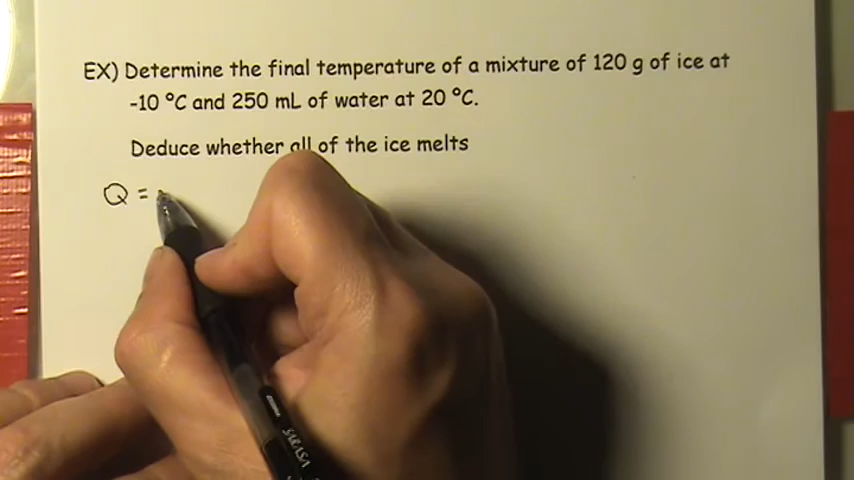 EX) Determine the final temperature of a mixture of 120 g of ice at
-10 °C and 250 mL of water at 20 °C.
Deduce whether all of the ice melts
Q =
SARASA